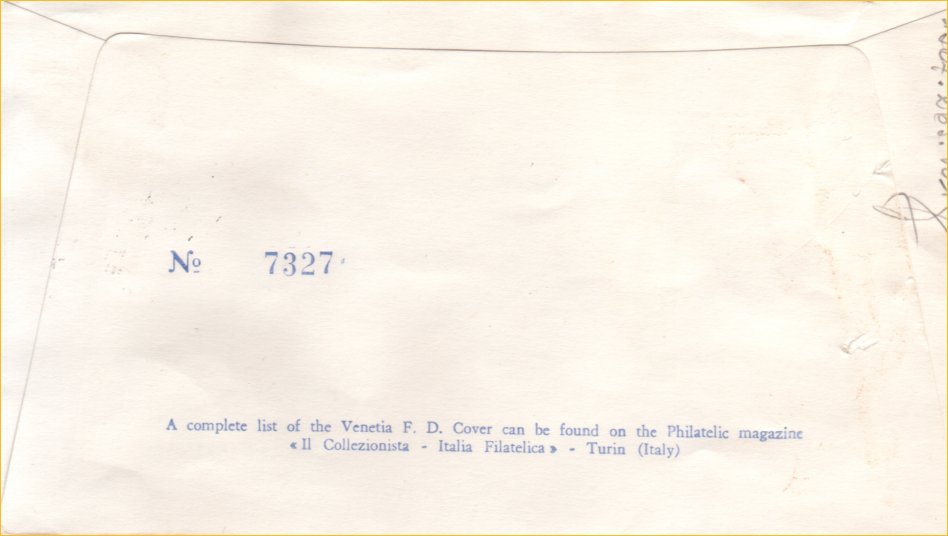 Nº 7327
A complete list of the Venetia F. D. Cover can be found on the Philatelic magazine
«Il Collezionista - Italia Filatelica» - Turin (Italy)